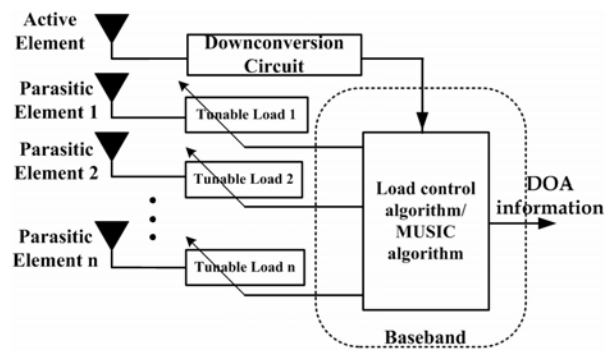 Active
Element
Downconversion
Circuit
Parasitic
Element 1
Tunable Load 1
Parasitic
Element 2
Tunable Load 2
Parasitic
Element n
Tunable Load n
Load control
algorithm/
MUSIC
algorithm
DOA
information
Baseband